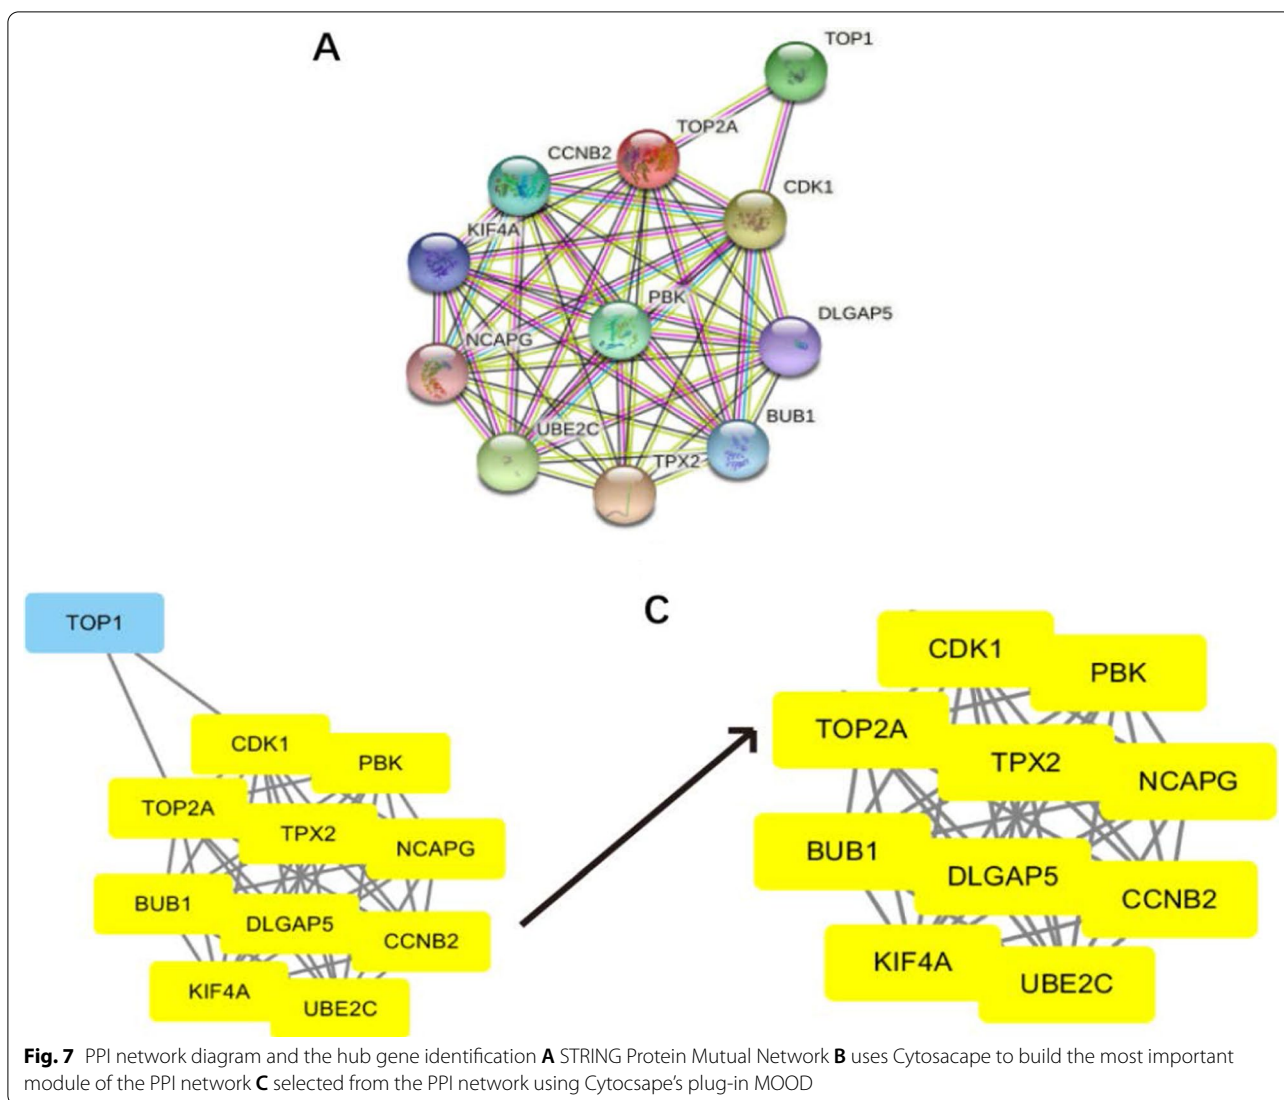 A
TOP1
TOP2A
CCNB2
CDK1
KIF4A
PBK
DLGAP5
NCAPG
BUB1
UBE2C
TPX2
TOP1
CDK1
PBK
TOP2A
TPX2
NCAPG
BUB1
DLGAP5
CCNB2
KIF4A
UBE2C
C
CDK1
PBK
TOP2A
TPX2
NCAPG
BUB1
DLGAP5
CCNB2
KIF4A
UBE2C
Fig. 7 PPI network diagram and the hub gene identification A STRING Protein Mutual Network B uses Cytosacape to build the most important
module of the PPI network C selected from the PPI network using Cytocsape’s plug-in MOOD